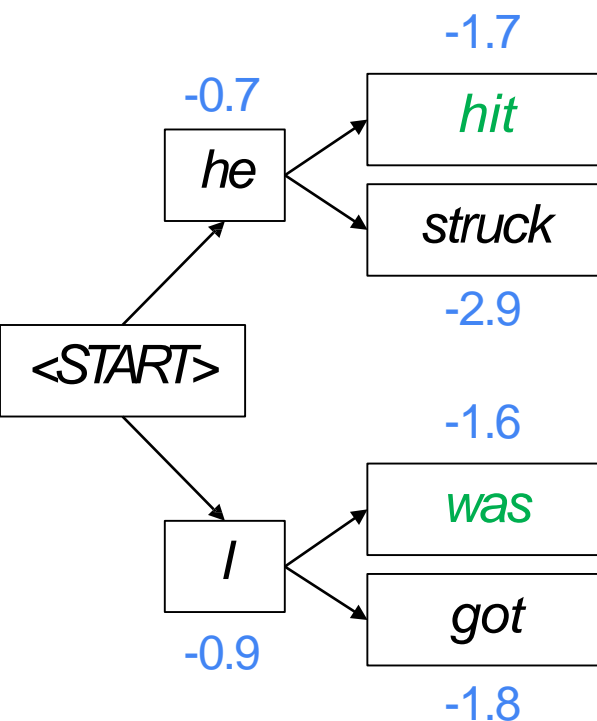 -1.7
hit
-0.7
he
struck
-2.9
<START>
-1.6
was
I
got
-0.9
-1.8